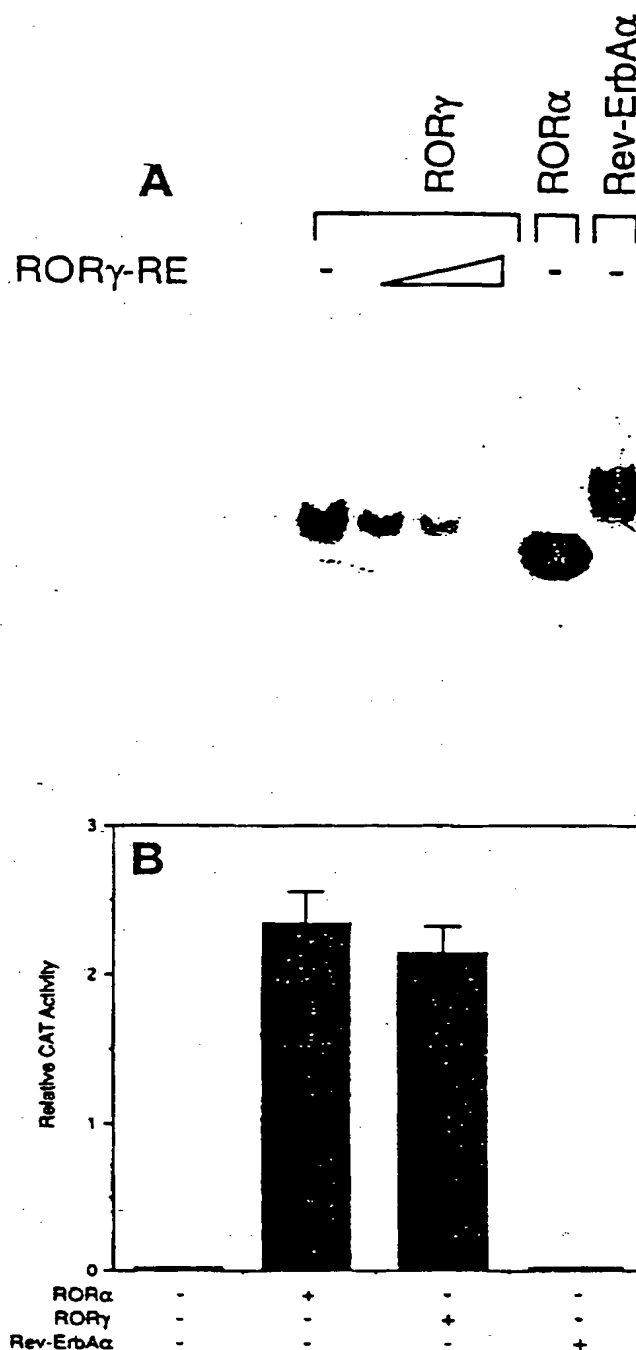 A
RORγ
RORα
Rev-ErbAα
RORγ-RE - - -
B
3
2
1
0
Relative CAT Activity
RORα - + - -
RORγ - - + -
Rev-ErbAα - - - +